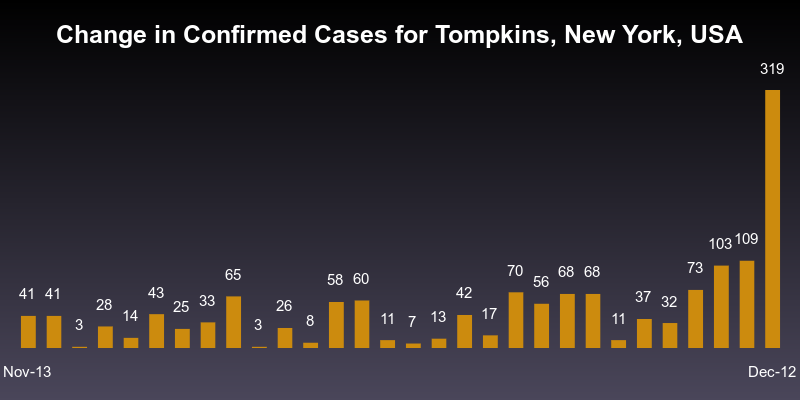 Change in Confirmed Cases for Tompkins, New York, USA
41 41 3 28 14 43 25 33 65 3 26 8 58 60 11 7 13 42 17 70 56 68 68 11 37 32 73 103 109 319
Nov-13 Dec-12